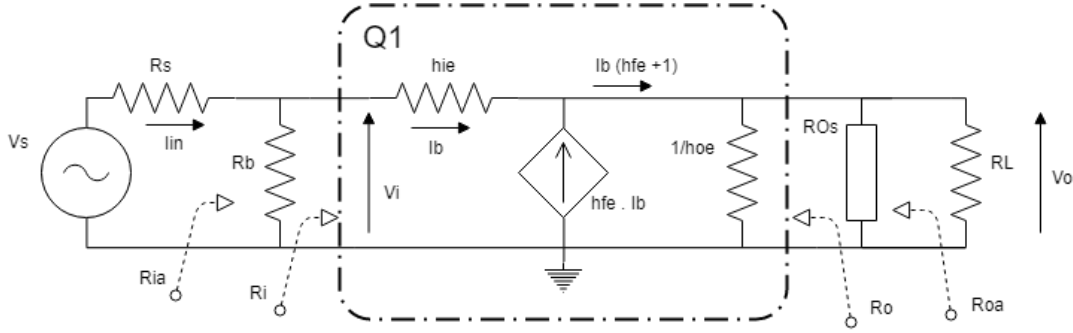 Q1
Rs
hie
Ib (hfe +1)
Vs
Iin
Rb
Ib
Vi
1/hoe
hfe . Ib
ROs
RL
Vo
Ria
Ri
Ro
Roa